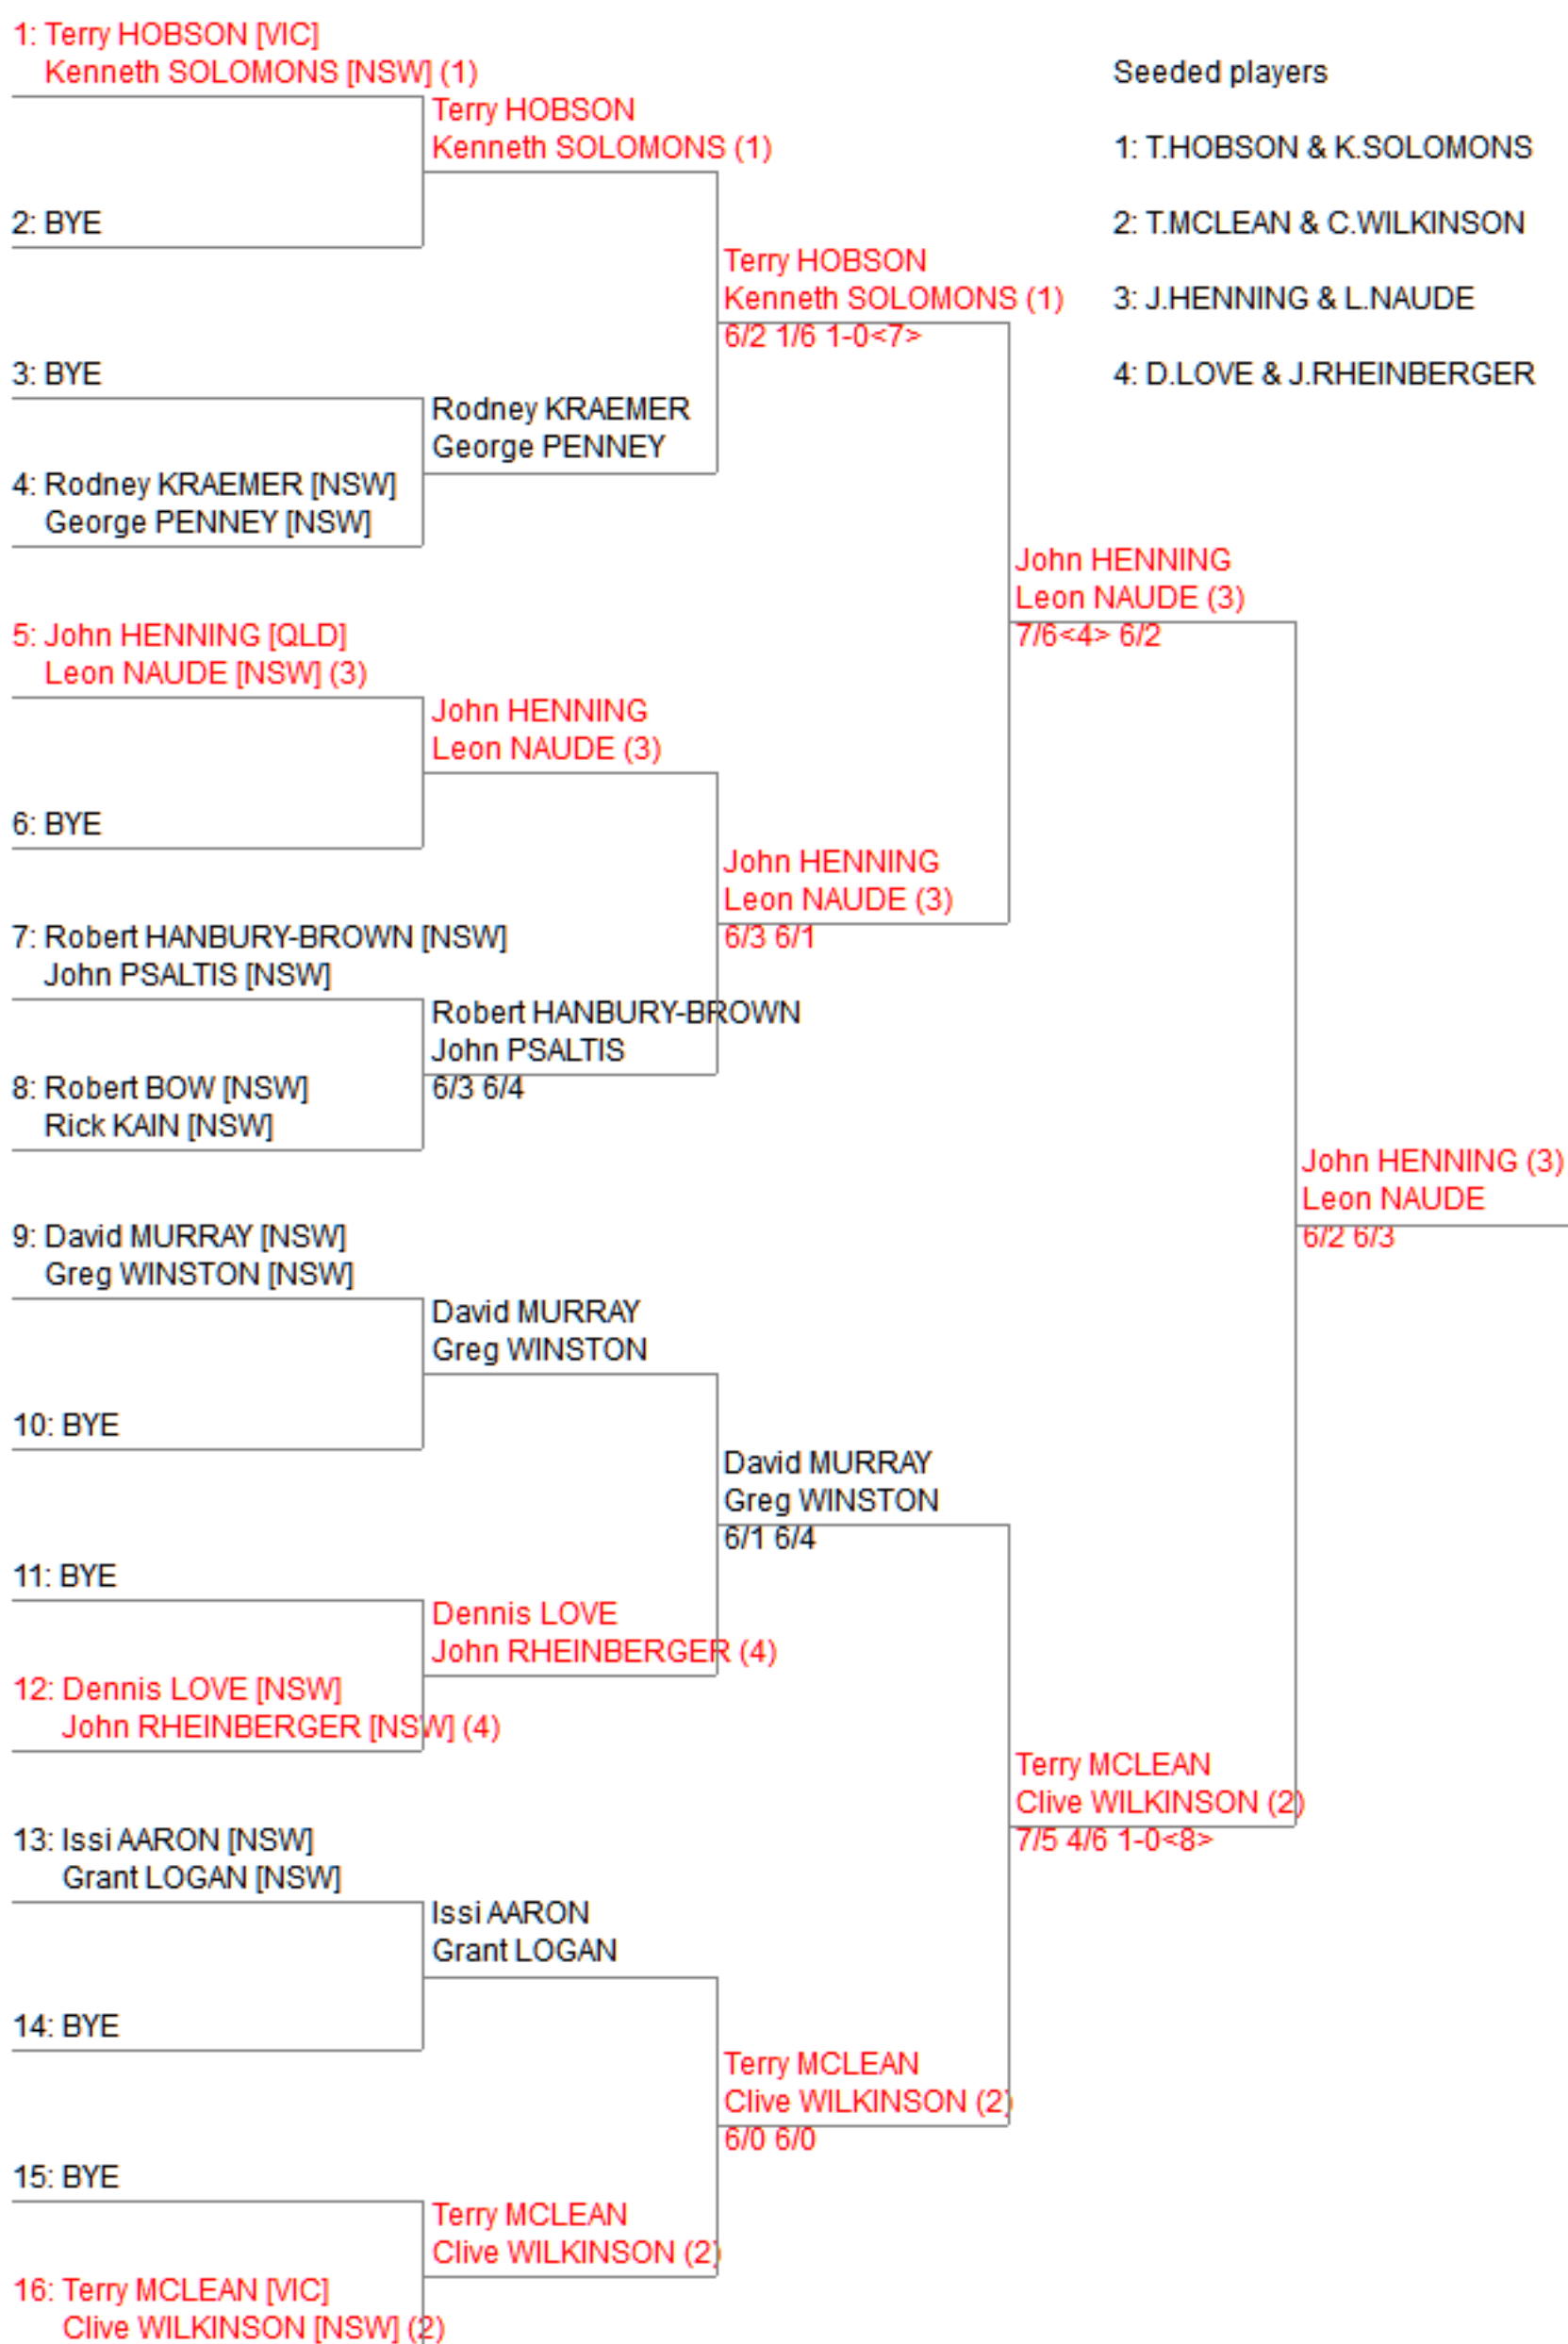 1: Terry HOBSON [VIC]
Kenneth SOLOMONS [NSW] (1)
2: BYE
3: BYE
4: Rodney KRAEMER [NSW]
George PENNEY [NSW]
5: John HENNING [QLD]
Leon NAUDE [NSW] (3)
6: BYE
7: Robert HANBURY-BROWN [NSW]
John PSALTIS [NSW]
8: Robert BOW [NSW]
Rick KAIN [NSW]
9: David MURRAY [NSW]
Greg WINSTON [NSW]
10: BYE
11: BYE
12: Dennis LOVE [NSW]
John RHEINBERGER [NSW] (4)
13: Issi AARON [NSW]
Grant LOGAN [NSW]
14: BYE
15: BYE
16: Terry MCLEAN [VIC]
Clive WILKINSON [NSW] (2)
Terry HOBSON
Kenneth SOLOMONS (1)
Rodney KRAEMER
George PENNEY
John HENNING
Leon NAUDE (3)
Robert HANBURY-BROWN
John PSALTIS
6/3 6/4
David MURRAY
Greg WINSTON
Dennis LOVE
John RHEINBERGER (4)
Issi AARON
Grant LOGAN
Terry MCLEAN
Clive WILKINSON (2)
Terry HOBSON
Kenneth SOLOMONS (1)
6/2 1/6 1-0<7>
John HENNING
Leon NAUDE (3)
6/3 6/1
David MURRAY
Greg WINSTON
6/1 6/4
Terry MCLEAN
Clive WILKINSON (2)
6/0 6/0
John HENNING
Leon NAUDE (3)
7/6<4> 6/2
Terry MCLEAN
Clive WILKINSON (2)
7/5 4/6 1-0<8>
John HENNING (3)
Leon NAUDE
6/2 6/3
Seeded players
1: T.HOBSON & K.SOLOMONS
2: T.MCLEAN & C.WILKINSON
3: J.HENNING & L.NAUDE
4: D.LOVE & J.RHEINBERGER